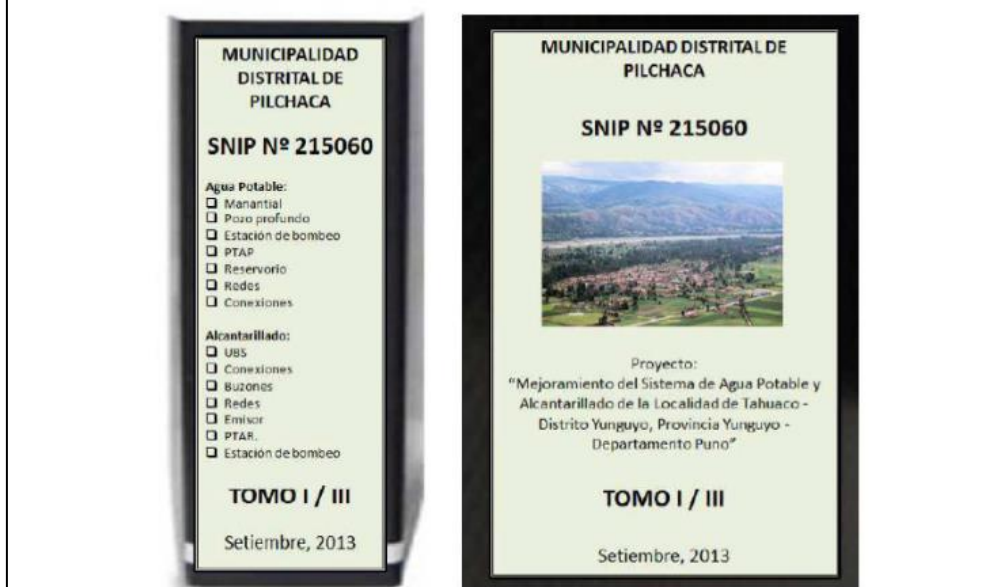 MUNICIPALIDAD
DISTRITAL DE
PILCHACA
SNIP Nº 215060
Agua Potable:
❑ Manantial
❑ Pozo profundo
❑ Estación de bombeo
❑ PTAP
❑ Reservorio
❑ Redes
❑ Conexiones
Alcantarillado:
❑ UBS
❑ Conexiones
❑ Buzones
❑ Redes
❑ Emisor
❑ PTAR.
❑ Estación de bombeo
TOMO I / III
Setiembre, 2013
MUNICIPALIDAD DISTRITAL DE
PILCHACA
SNIP Nº 215060
Proyecto:
“Mejoramiento del Sistema de Agua Potable y
Alcantarillado de la Localidad de Tahuaco -
Distrito Yunguyo, Provincia Yunguyo -
Departamento Puno”
TOMO I / III
Setiembre, 2013